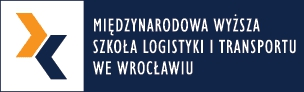 MIĘDZYNARODOWA WYŻSZA
SZKOŁA LOGISTYKI I TRANSPORTU
WE WROCŁAWIU